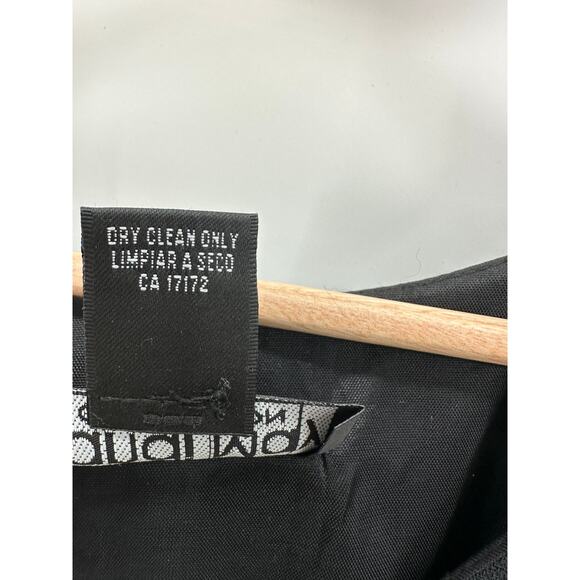 DRY CLEAN ONLY
LIMPIAR A SECO
CA 17172